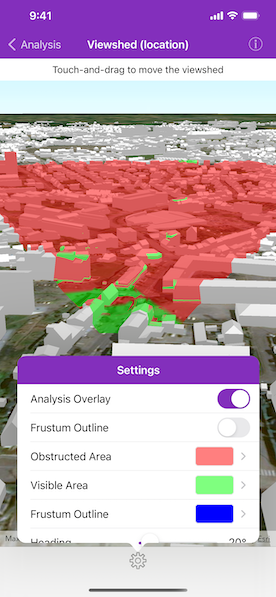 9:41
Analysis
Viewshed (location)
Touch-and-drag to move the viewshed
Settings
Analysis Overlay
Frustum Outline
Obstructed Area
Visible Area
Frustum Outline
Heading 20°